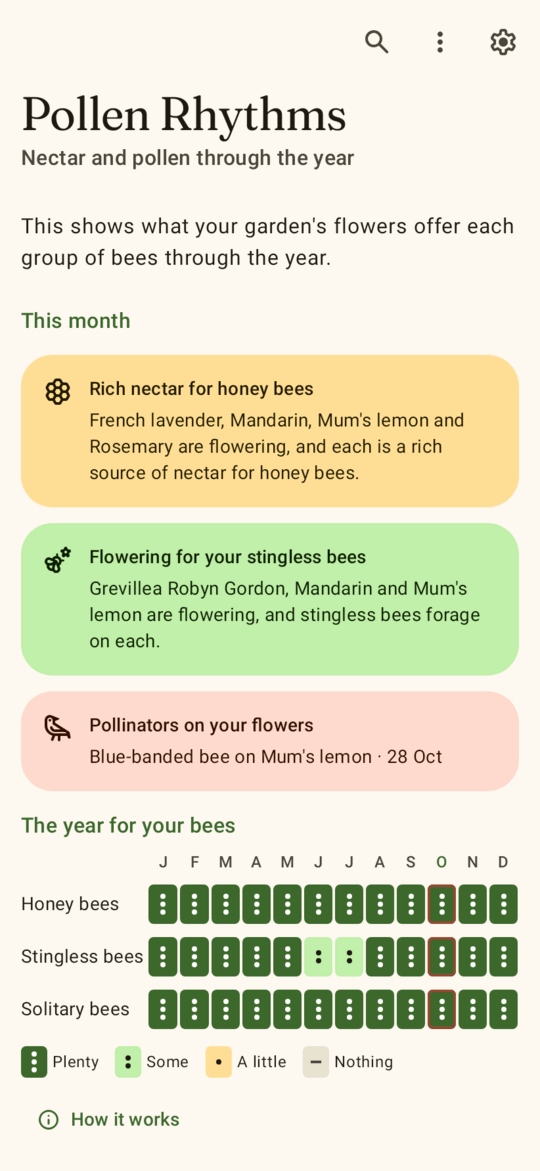 Pollen Rhythms
Nectar and pollen through the year
This shows what your garden's flowers offer each
group of bees through the year.
This month
Rich nectar for honey bees
French lavender, Mandarin, Mum's lemon and
Rosemary are flowering, and each is a rich
source of nectar for honey bees.
Flowering for your stingless bees
Grevillea Robyn Gordon, Mandarin and Mum's
lemon are flowering, and stingless bees forage
on each.
Pollinators on your flowers
Blue-banded bee on Mum's lemon · 28 Oct
The year for your bees
J F M A M J J A S O N D
Honey bees
Stingless bees
Solitary bees
Plenty Some A little Nothing
How it works